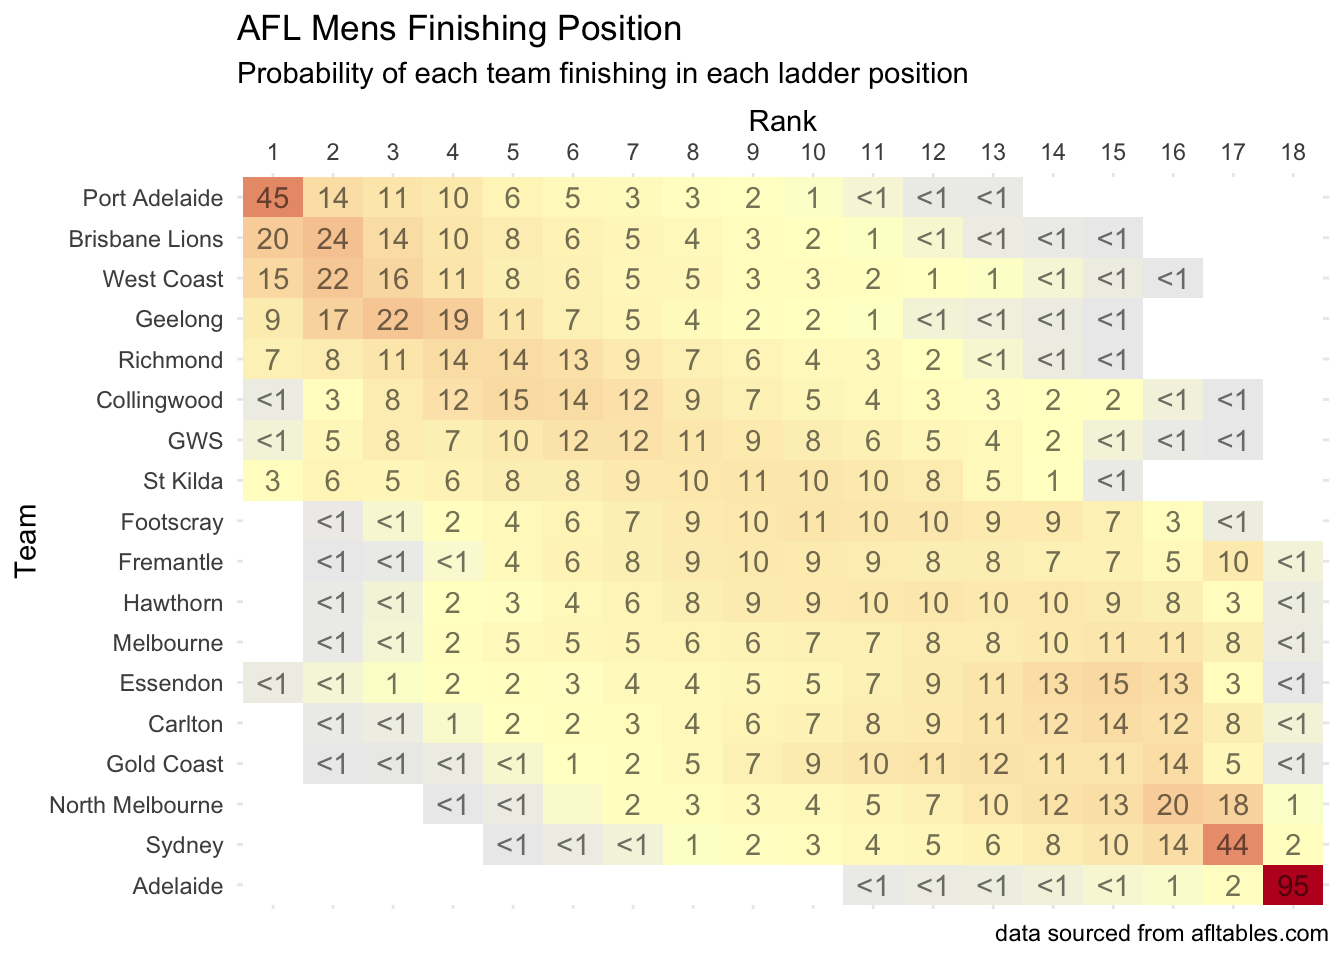 AFL Mens Finishing Position
Probability of each team finishing in each ladder position
Rank
1 2 3 4 5 6 7 8 9 10 11 12 13 14 15 16 17 18
Team
Port Adelaide 45 14 11 10 6 5 3 3 2 1 <1 <1 <1
Brisbane Lions 20 24 14 10 8 6 5 4 3 2 1 <1 <1 <1 <1
West Coast 15 22 16 11 8 6 5 5 3 3 2 1 1 <1 <1 <1
Geelong 9 17 22 19 11 7 5 4 2 2 1 <1 <1 <1 <1
Richmond 7 8 11 14 14 13 9 7 6 4 3 2 <1 <1 <1
Collingwood <1 3 8 12 15 14 12 9 7 5 4 3 3 2 2 <1 <1
GWS <1 5 8 7 10 12 12 11 9 8 6 5 4 2 <1 <1 <1
St Kilda 3 6 5 6 8 8 9 10 11 10 10 8 5 1 <1
Footscray <1 <1 2 4 6 7 9 10 11 10 10 9 9 7 3 <1
Fremantle <1 <1 <1 4 6 8 9 10 9 9 8 8 7 7 5 10 <1
Hawthorn <1 <1 2 3 4 6 8 9 9 10 10 10 10 9 8 3 <1
Melbourne <1 <1 2 5 5 5 6 6 7 7 8 8 10 11 11 8 <1
Essendon <1 <1 1 2 2 3 4 4 5 5 7 9 11 13 15 13 3 <1
Carlton <1 <1 1 2 2 3 4 6 7 8 9 11 12 14 12 8 <1
Gold Coast <1 <1 <1 <1 1 2 5 7 9 10 11 12 11 11 14 5 <1
North Melbourne <1 <1 2 3 3 4 5 7 10 12 13 20 18 1
Sydney <1 <1 <1 1 2 3 4 5 6 8 10 14 44 2
Adelaide <1 <1 <1 <1 <1 1 2 95
data sourced from afltables.com